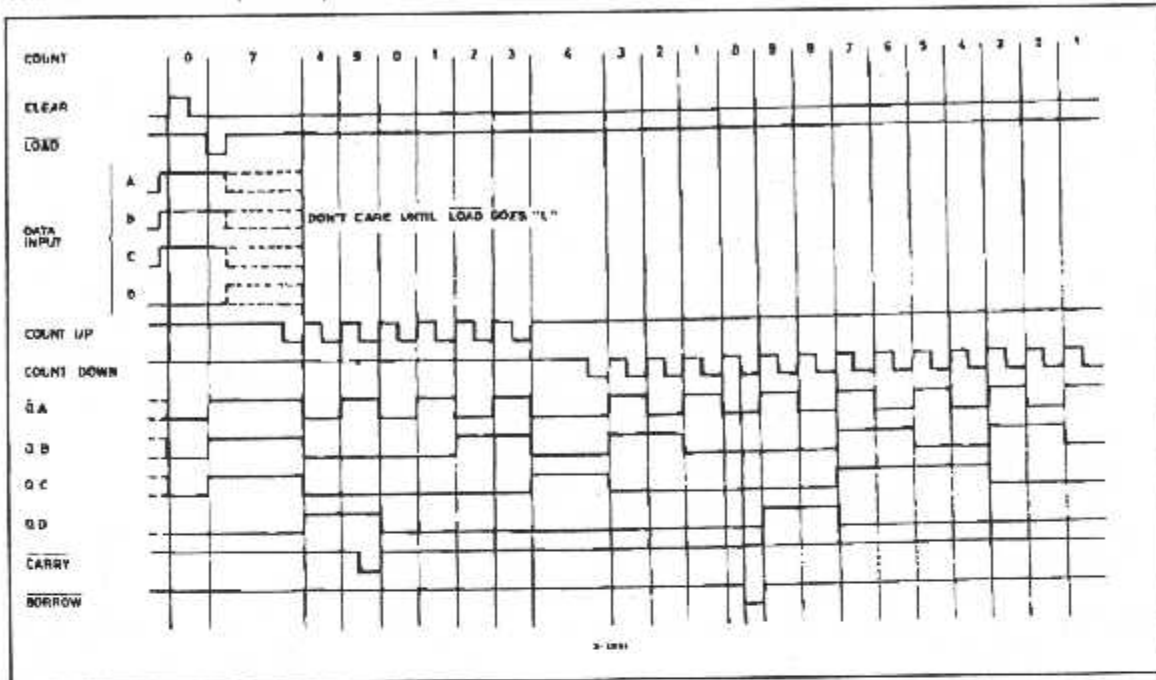 COUNT 0 7 8 9 0 1 2 3 4 3 2 1 0 9 8 7 6 5 4 3 2 1
CLEAR
LOAD
A
B
DATA
INPUT
C
D
DON'T CARE UNTIL LOAD GOES "L"
COUNT UP
COUNT DOWN
Q A
Q B
Q C
Q D
CARRY
BORROW